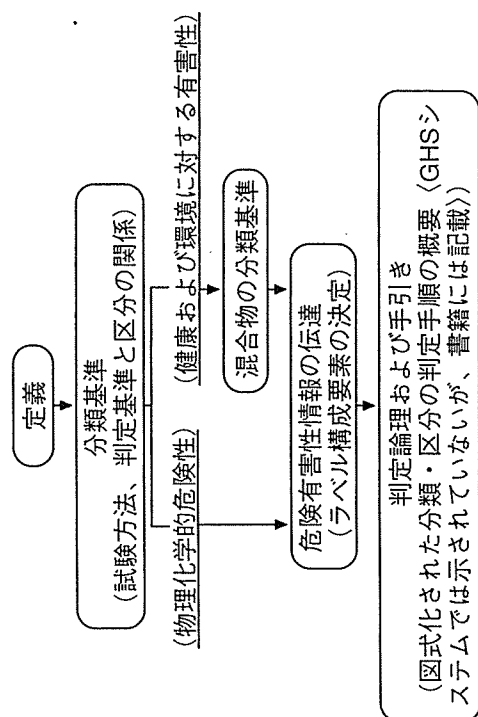 定義
分類基準
(試験方法、判定基準と区分の関係)
(物理化学的危険性)
(健康および環境に対する有害性)
混合物の分類基準
危険有害性情報の伝達
(ラベル構成要素の決定)
判定論理および手引き
(図式化された分類・区分の判定手順の概要〈GHSシ
ステムでは示されていないが、書籍には記載〉)